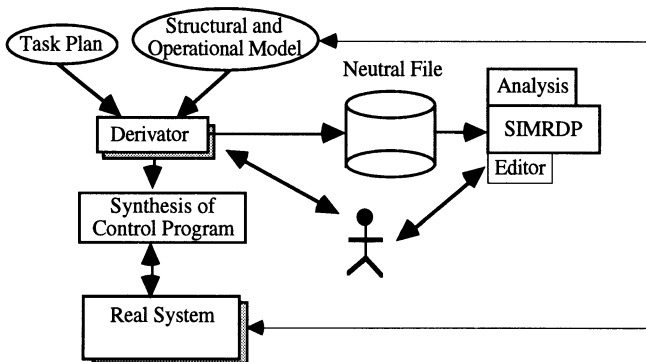 Task Plan
Structural and
Operational Model
Neutral File
Analysis
SIMRDP
Editor
Derivator
Synthesis of
Control Program
Real System